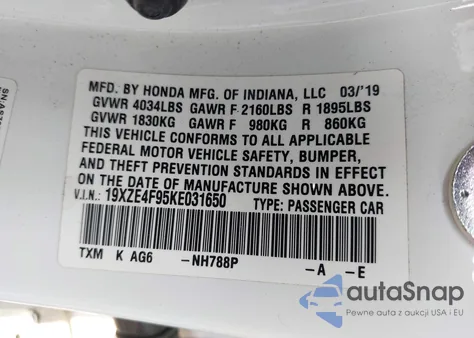 MFD. BY HONDA MFG. OF INDIANA, LLC 03/'19
GVWR 4034LBS GAWR F 2160LBS R 1895LBS
GVWR 1830KG GAWR F 980KG R 860KG
THIS VEHICLE CONFORMS TO ALL APPLICABLE
FEDERAL MOTOR VEHICLE SAFETY, BUMPER,
AND THEFT PREVENTION STANDARDS IN EFFECT
ON THE DATE OF MANUFACTURE SHOWN ABOVE.
V.I.N.: 19XZE4F95KE031650 TYPE: PASSENGER CAR
TXM K AG6 -NH788P -A -E
autaSnap
Pewne auta z aukcji USA i EU